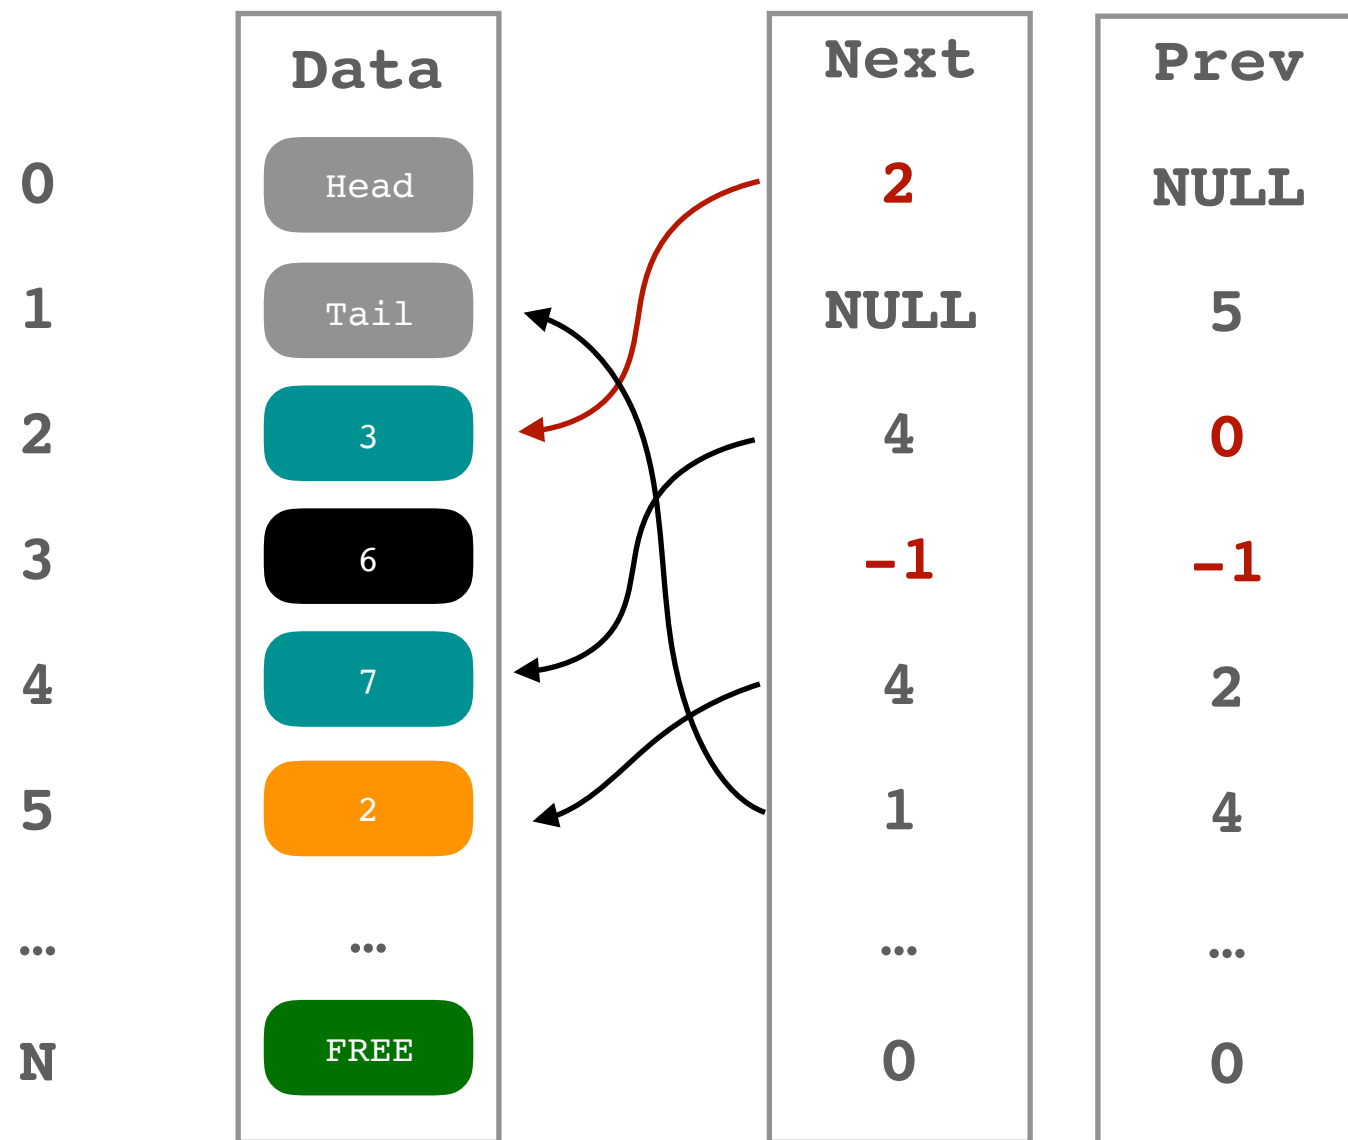 Data Next Prev
0 Head 2 NULL
1 Tail NULL 5
2 3 4 0
3 6 -1 -1
4 7 4 2
5 2 1 4
… … … …
N FREE 0 0